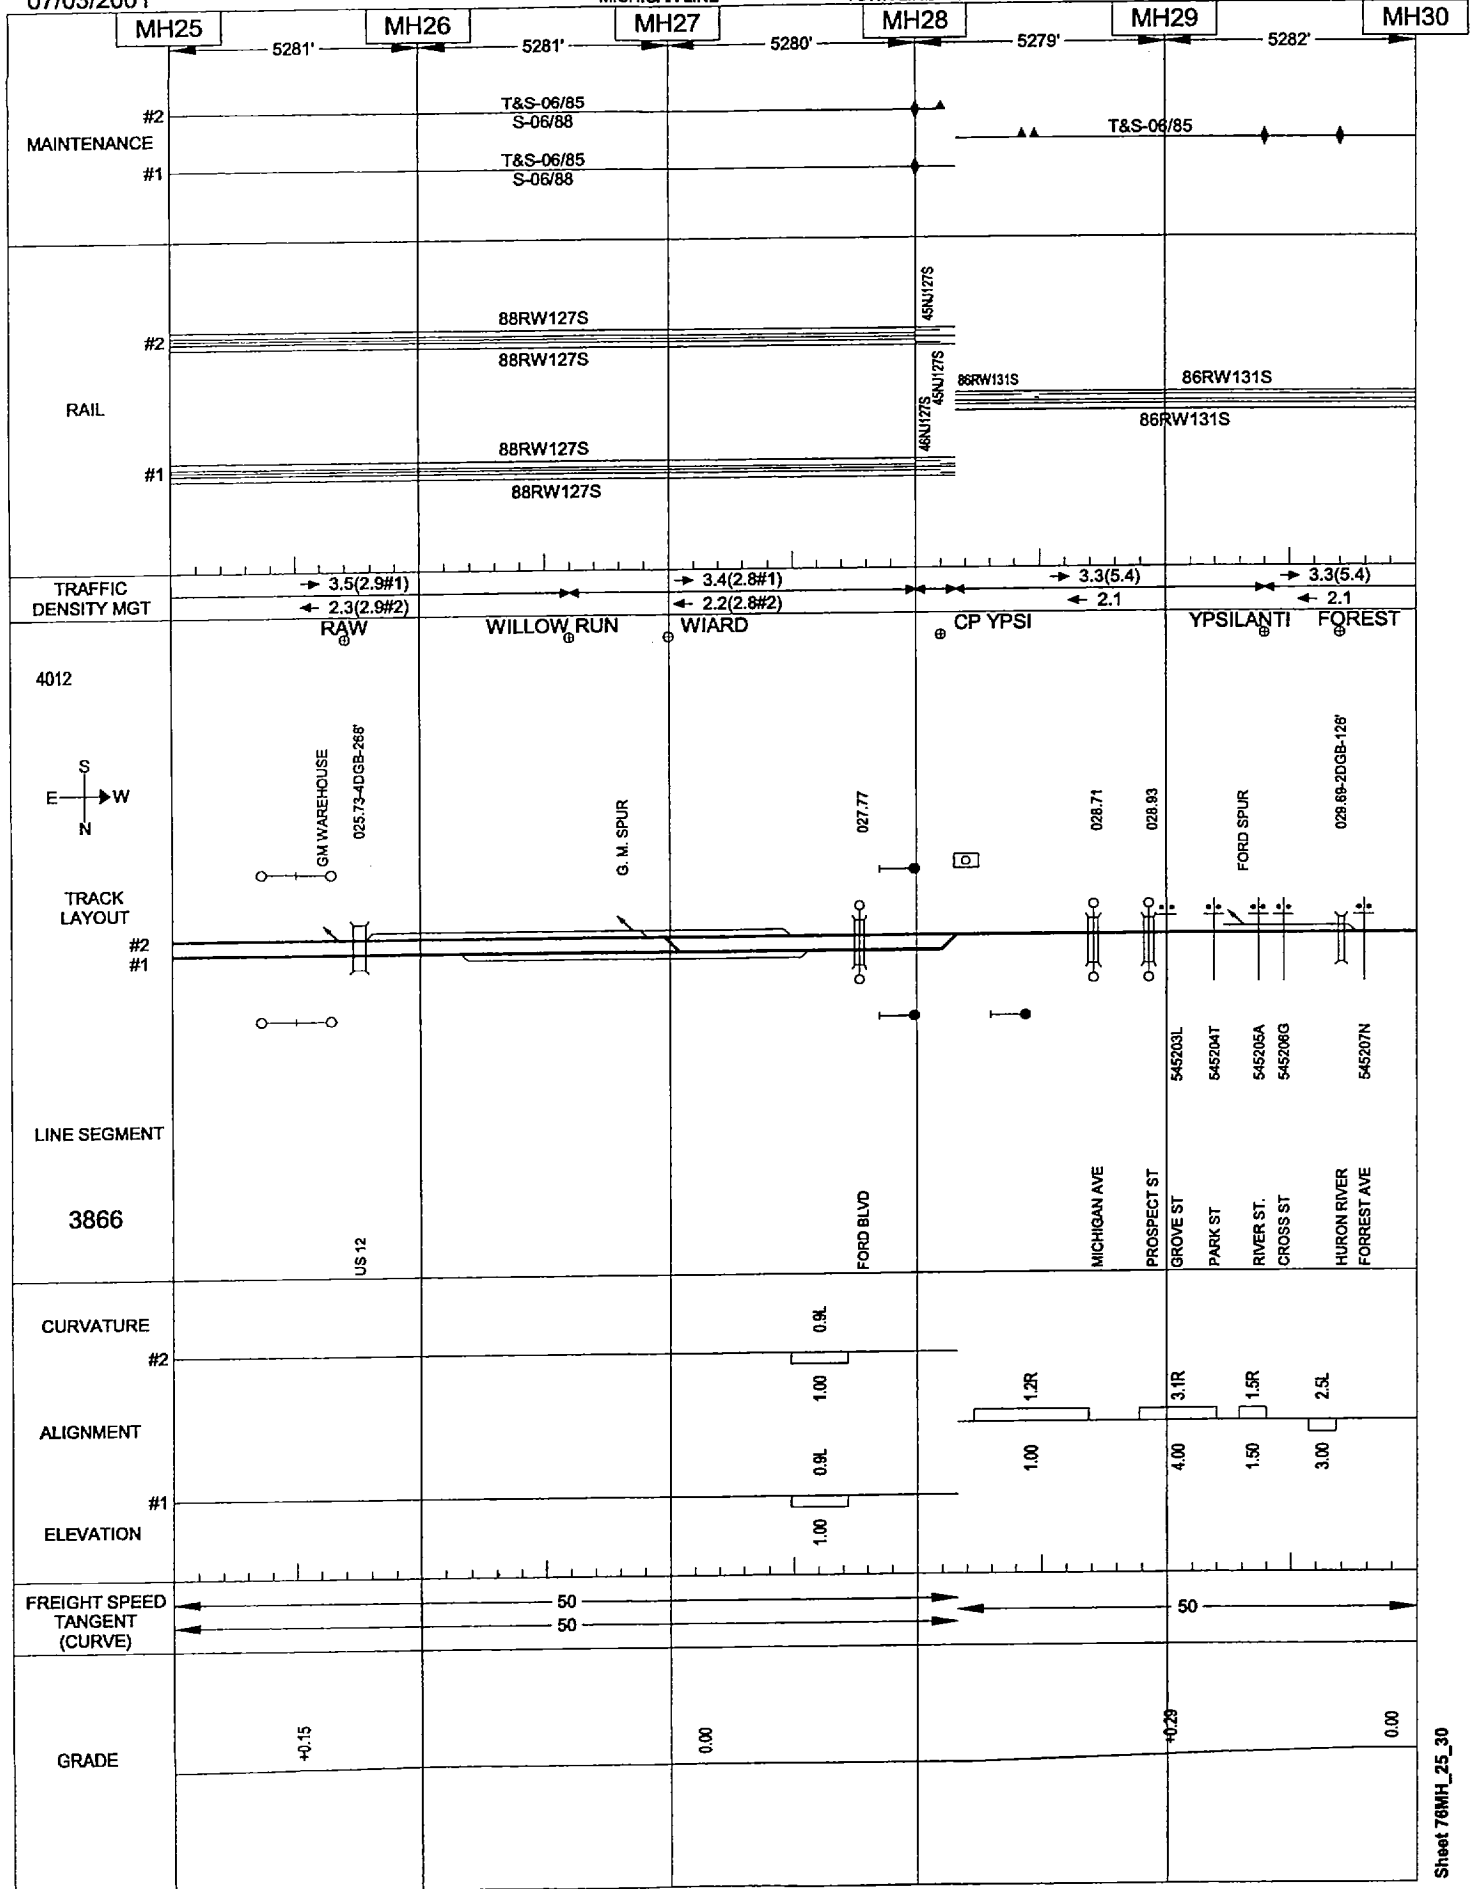 07/03/2001
MICHIGAN LINE
MH25 MH26 MH27 MH28 MH29 MH30
5281' 5281' 5280' 5279' 5282'
MAINTENANCE
#2
T&S-06/85
S-06/88
T&S-06/85
#1
T&S-06/85
S-06/88
RAIL
45NJ127S
#2
88RW127S
88RW127S
45NJ127S
86RW131S
86RW131S
86RW131S
46NJ127S
#1
88RW127S
88RW127S
TRAFFIC
DENSITY MGT
3.5(2.9#1) 3.4(2.8#1) 3.3(5.4) 3.3(5.4)
2.3(2.9#2) 2.2(2.8#2) 2.1 2.1
RAW WILLOW RUN WIARD CP YPSI YPSILANTI FOREST
4012
S
E W
N
GM WAREHOUSE
025.73-4DGB-268'
G. M. SPUR
027.77
028.71
028.93
FORD SPUR
029.69-2DGB-126'
TRACK
LAYOUT
#2
#1
545203L
545204T
545205A
545206G
545207N
LINE SEGMENT
3866
US 12
FORD BLVD
MICHIGAN AVE
PROSPECT ST
GROVE ST
PARK ST
RIVER ST.
CROSS ST
HURON RIVER
FORREST AVE
CURVATURE
#2
0.9L
1.00
ALIGNMENT
1.2R 3.1R 1.5R 2.5L
1.00 4.00 1.50 3.00
#1
0.9L
1.00
ELEVATION
FREIGHT SPEED
TANGENT
(CURVE)
50
50
50
GRADE
+0.15
0.00
+0.29
0.00
Sheet 76MH_25_30